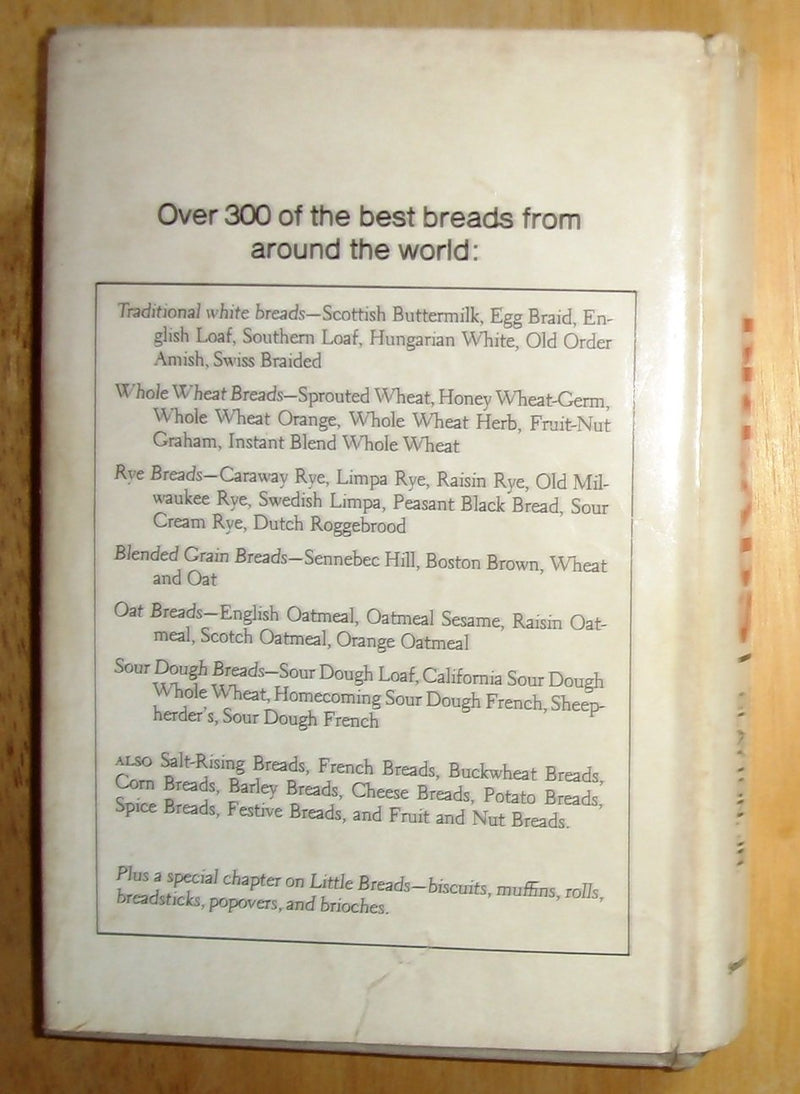 Over 300 of the best breads from
around the world:
Traditional white breads—Scottish Buttermilk, Egg Braid, En-
glish Loaf, Southern Loaf, Hungarian White, Old Order
Amish, Swiss Braided
Whole Wheat Breads—Sprouted Wheat, Honey Wheat-Germ,
Whole Wheat Orange, Whole Wheat Herb, Fruit-Nut
Graham, Instant Blend Whole Wheat
Rye Breads—Caraway Rye, Limpa Rye, Raisin Rye, Old Mil-
waukee Rye, Swedish Limpa, Peasant Black Bread, Sour
Cream Rye, Dutch Roggebrood
Blended Grain Breads—Sennebec Hill, Boston Brown, Wheat
and Oat
Oat Breads—English Oatmeal, Oatmeal Sesame, Raisin Oat-
meal, Scotch Oatmeal, Orange Oatmeal
Sour Dough Breads—Sour Dough Loaf, California Sour Dough
Whole Wheat, Homecoming Sour Dough French, Sheep-
herder's, Sour Dough French
ALSO Salt-Rising Breads, French Breads, Buckwheat Breads,
Corn Breads, Barley Breads, Cheese Breads, Potato Breads,
Spice Breads, Festive Breads, and Fruit and Nut Breads.
Plus a special chapter on Little Breads—biscuits, muffins, rolls,
breadsticks, popovers, and brioches.